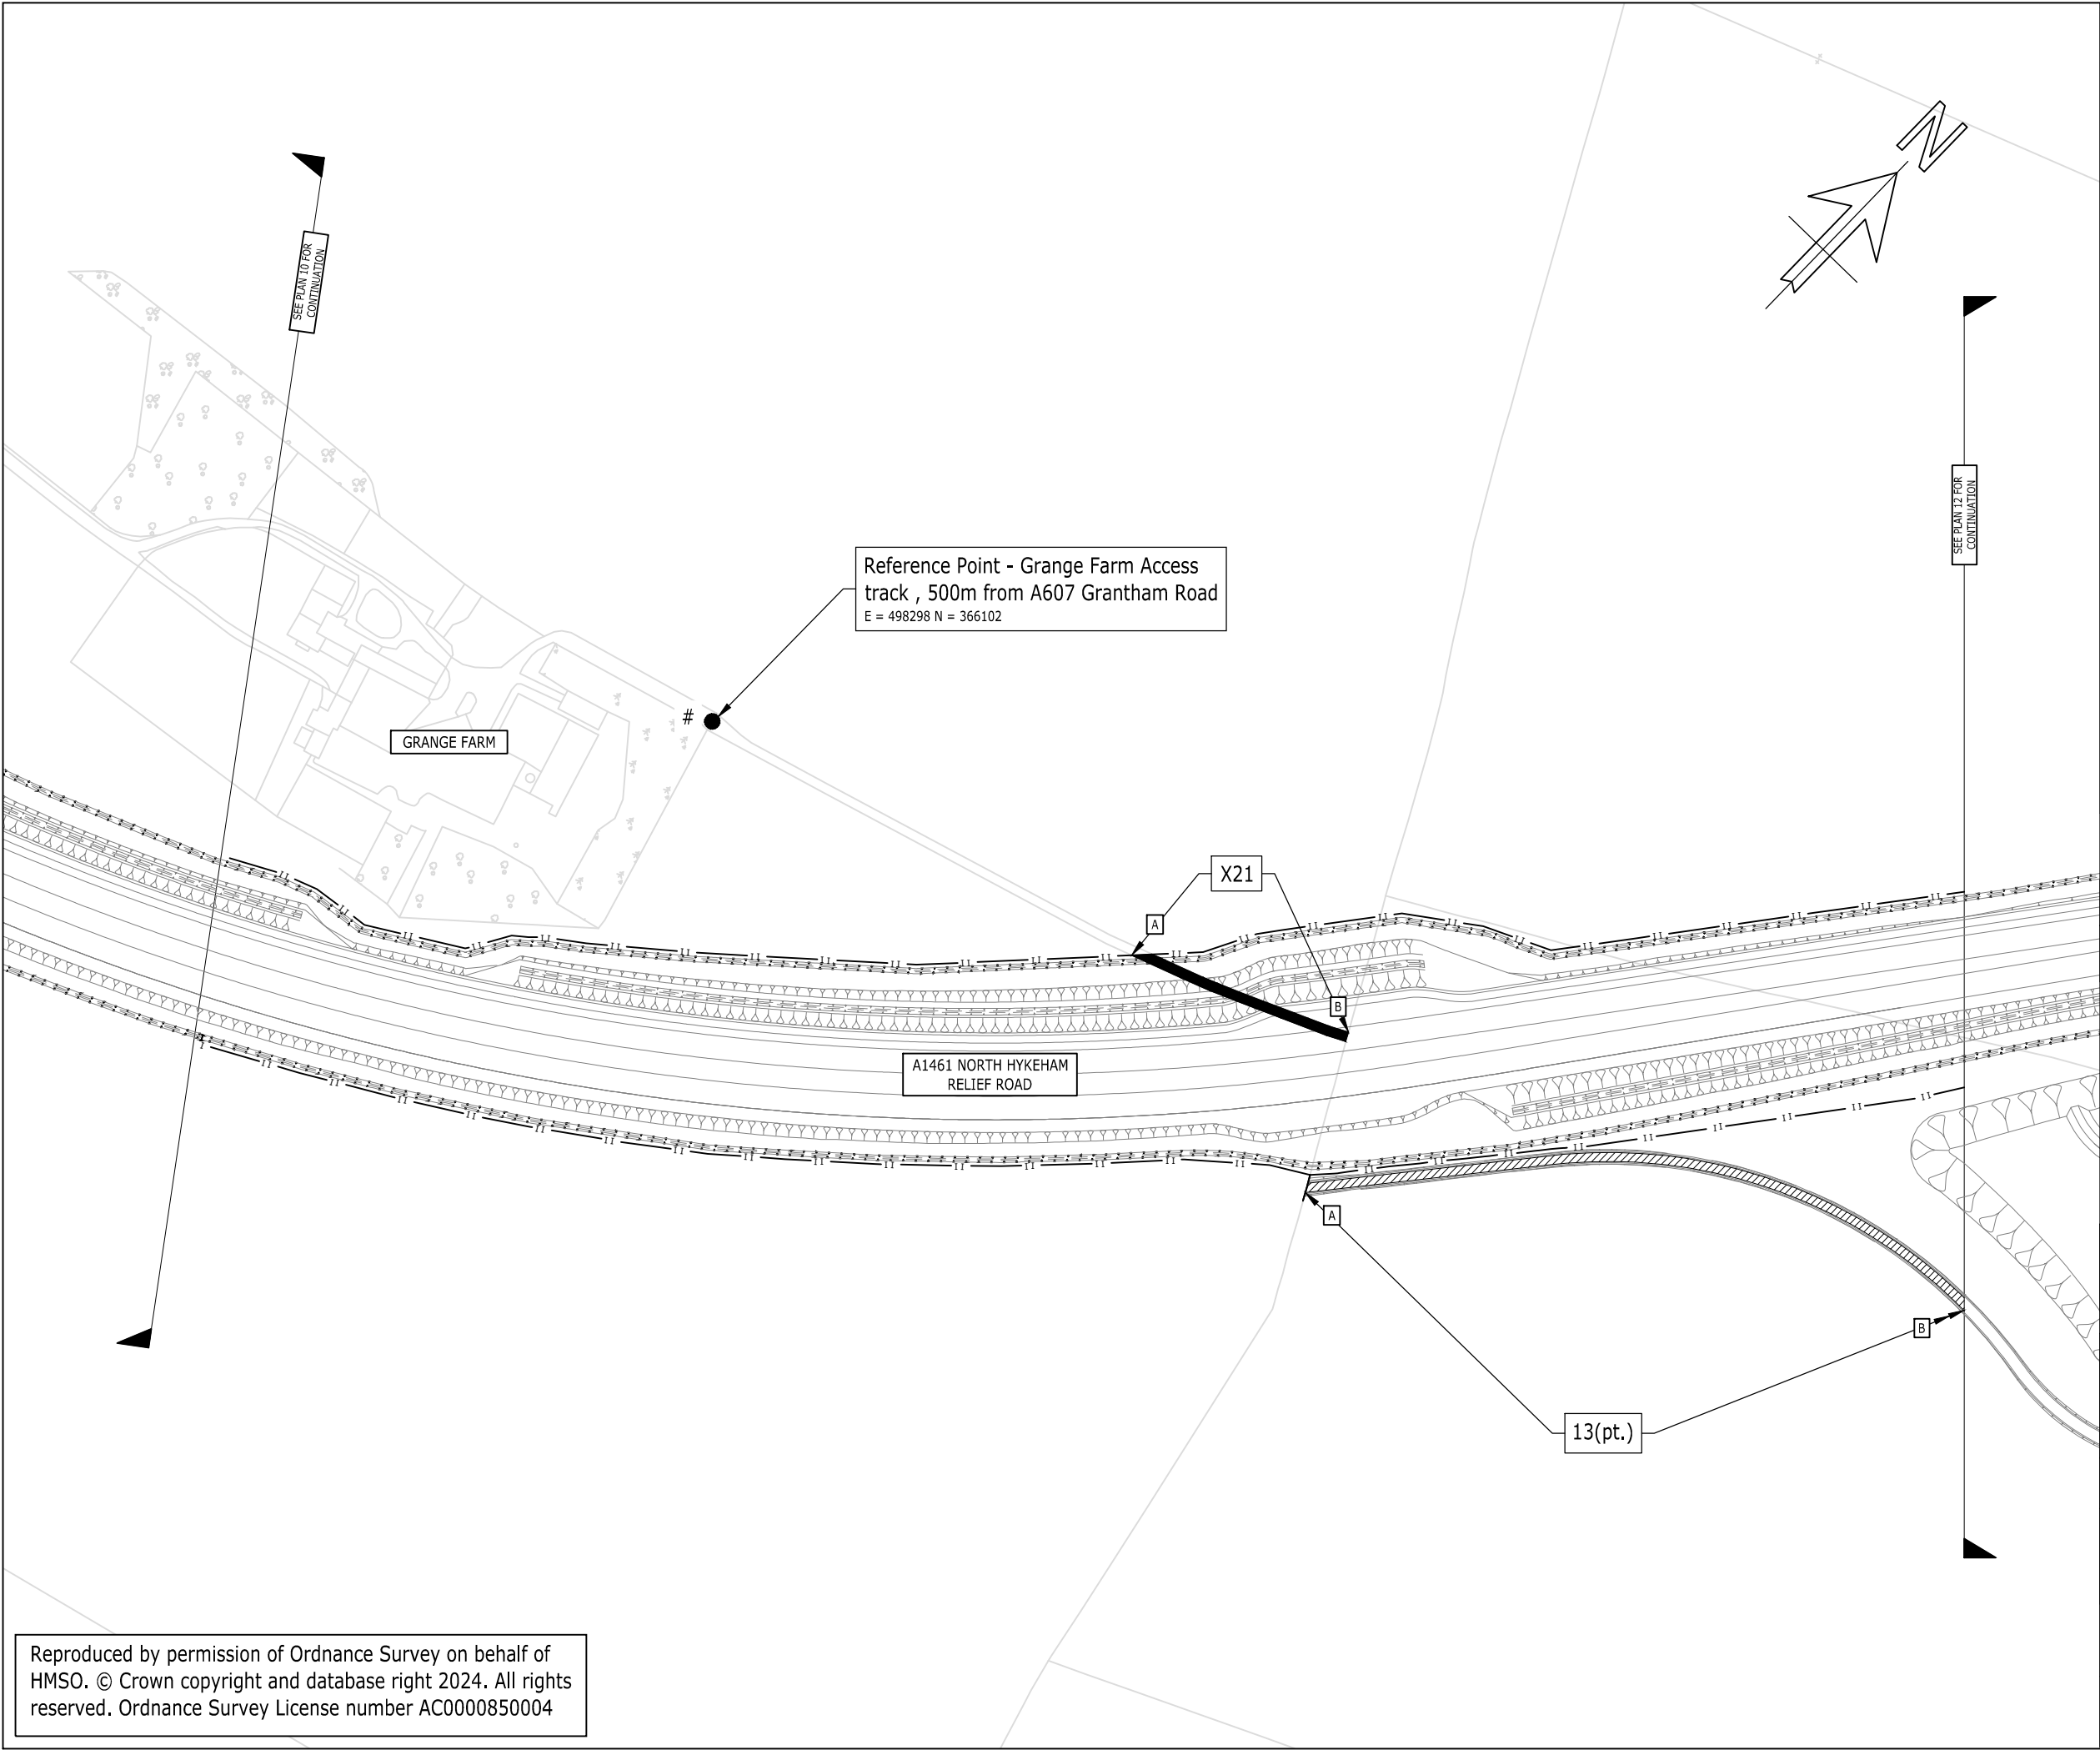 N
SEE PLAN 10 FOR
CONTINUATION
SEE PLAN 12 FOR
CONTINUATION
Reference Point - Grange Farm Access
track , 500m from A607 Grantham Road
E = 498298 N = 366102
#
GRANGE FARM
X21
A
B
A1461 NORTH HYKEHAM
RELIEF ROAD
A
B
13(pt.)
Reproduced by permission of Ordnance Survey on behalf of
HMSO. © Crown copyright and database right 2024. All rights
reserved. Ordnance Survey License number AC0000850004